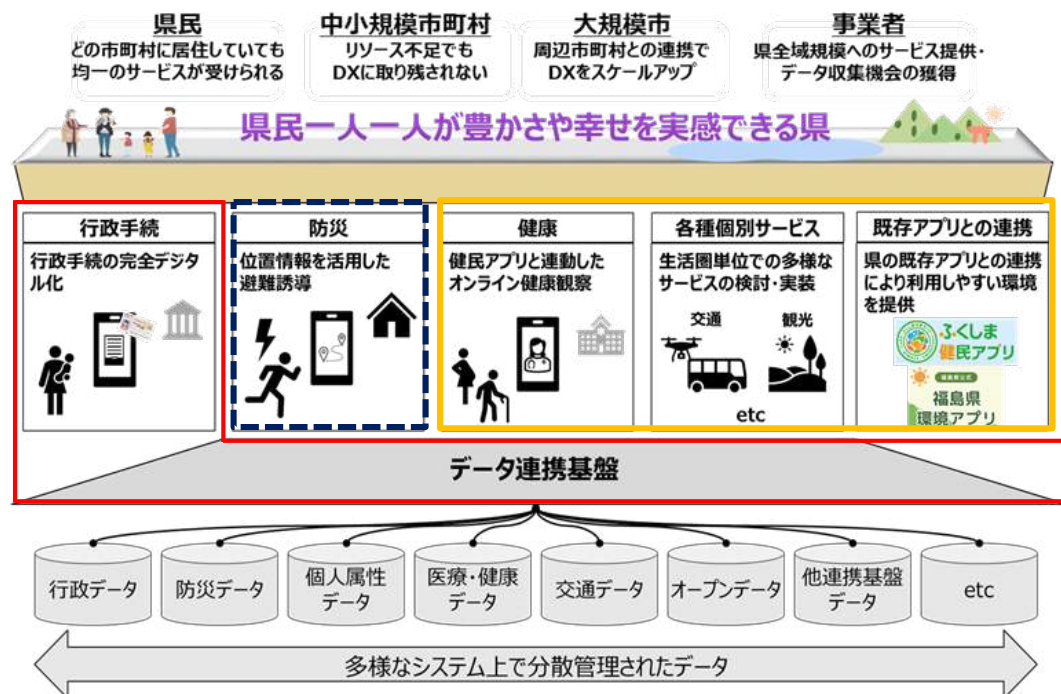 県民
どの市町村に居住していても
均一のサービスが受けられる
中小規模市町村
リソース不足でも
DXに取り残されない
大規模市
周辺市町村との連携で
DXをスケールアップ
事業者
県全域規模へのサービス提供・
データ収集機会の獲得
県民一人一人が豊かさや幸せを実感できる県
行政手続
行政手続の完全デジタ
ル化
防災
位置情報を活用した
避難誘導
健康
健民アプリと連動した
オンライン健康観察
各種個別サービス
生活圏単位での多様な
サービスの検討・実装
交通
観光
etc
既存アプリとの連携
県の既存アプリとの連携
により利用しやすい環境
を提供
ふくしま
健民アプリ
福島県公式
福島県
環境アプリ
データ連携基盤
行政データ
防災データ
個人属性
データ
医療・健康
データ
交通データ
オープンデータ
他連携基盤
データ
etc
多様なシステム上で分散管理されたデータ